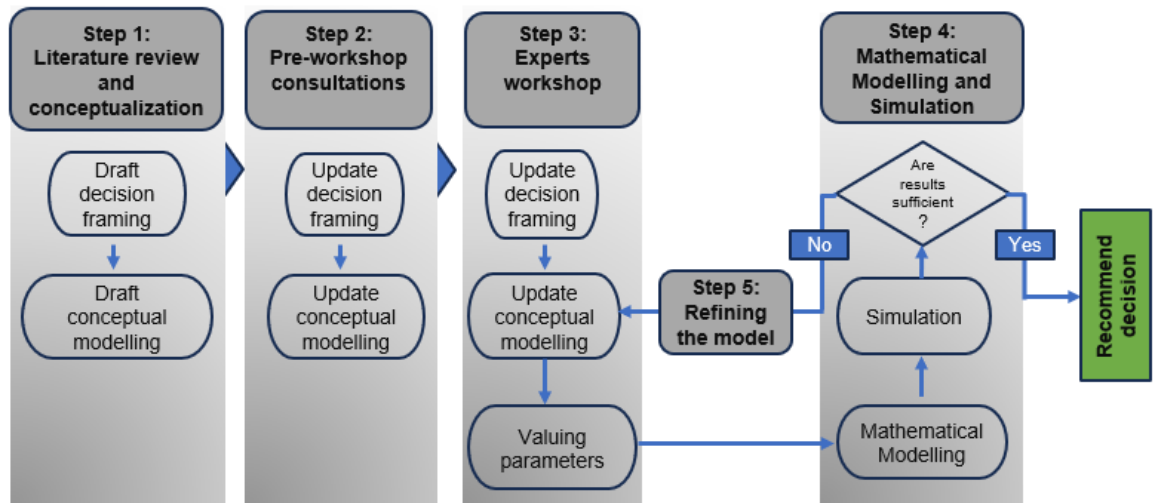 Step 1:
Literature review
and
conceptualization
Draft
decision
framing
Draft
conceptual
modelling
Step 2:
Pre-workshop
consultations
Update
decision
framing
Update
conceptual
modelling
Step 3:
Experts
workshop
Update
decision
framing
Update
conceptual
modelling
Valuing
parameters
Step 4:
Mathematical
Modelling and
Simulation
Are
results
sufficient
?
No
Yes
Step 5:
Refining
the model
Simulation
Mathematical
Modelling
Recommend
decision